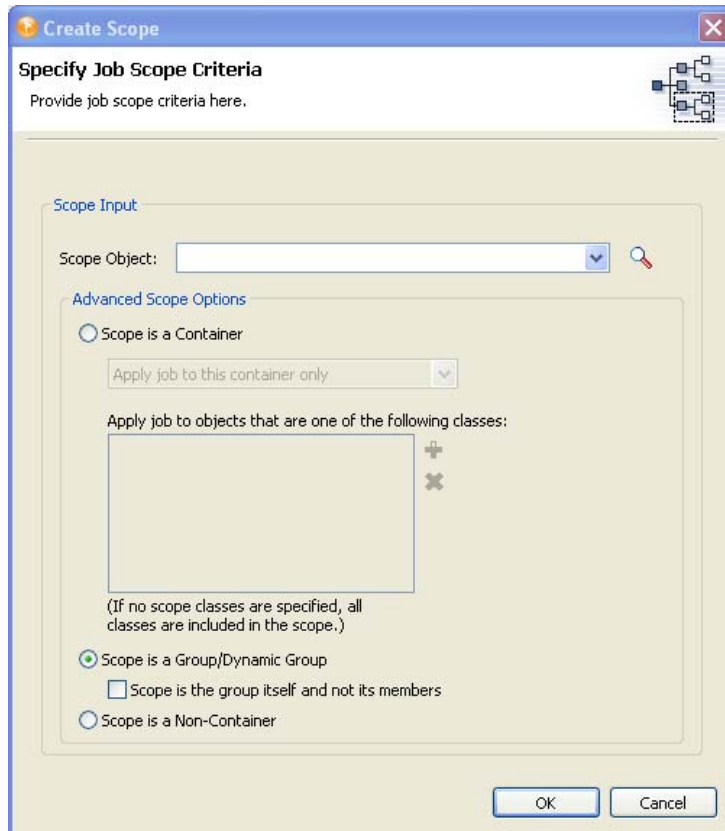 Create Scope
Specify Job Scope Criteria
Provide job scope criteria here.
Scope Input
Scope Object:
Advanced Scope Options
Scope is a Container
Apply job to this container only
Apply job to objects that are one of the following classes:
(If no scope classes are specified, all
classes are included in the scope.)
Scope is a Group/Dynamic Group
Scope is the group itself and not its members
Scope is a Non-Container
OK Cancel